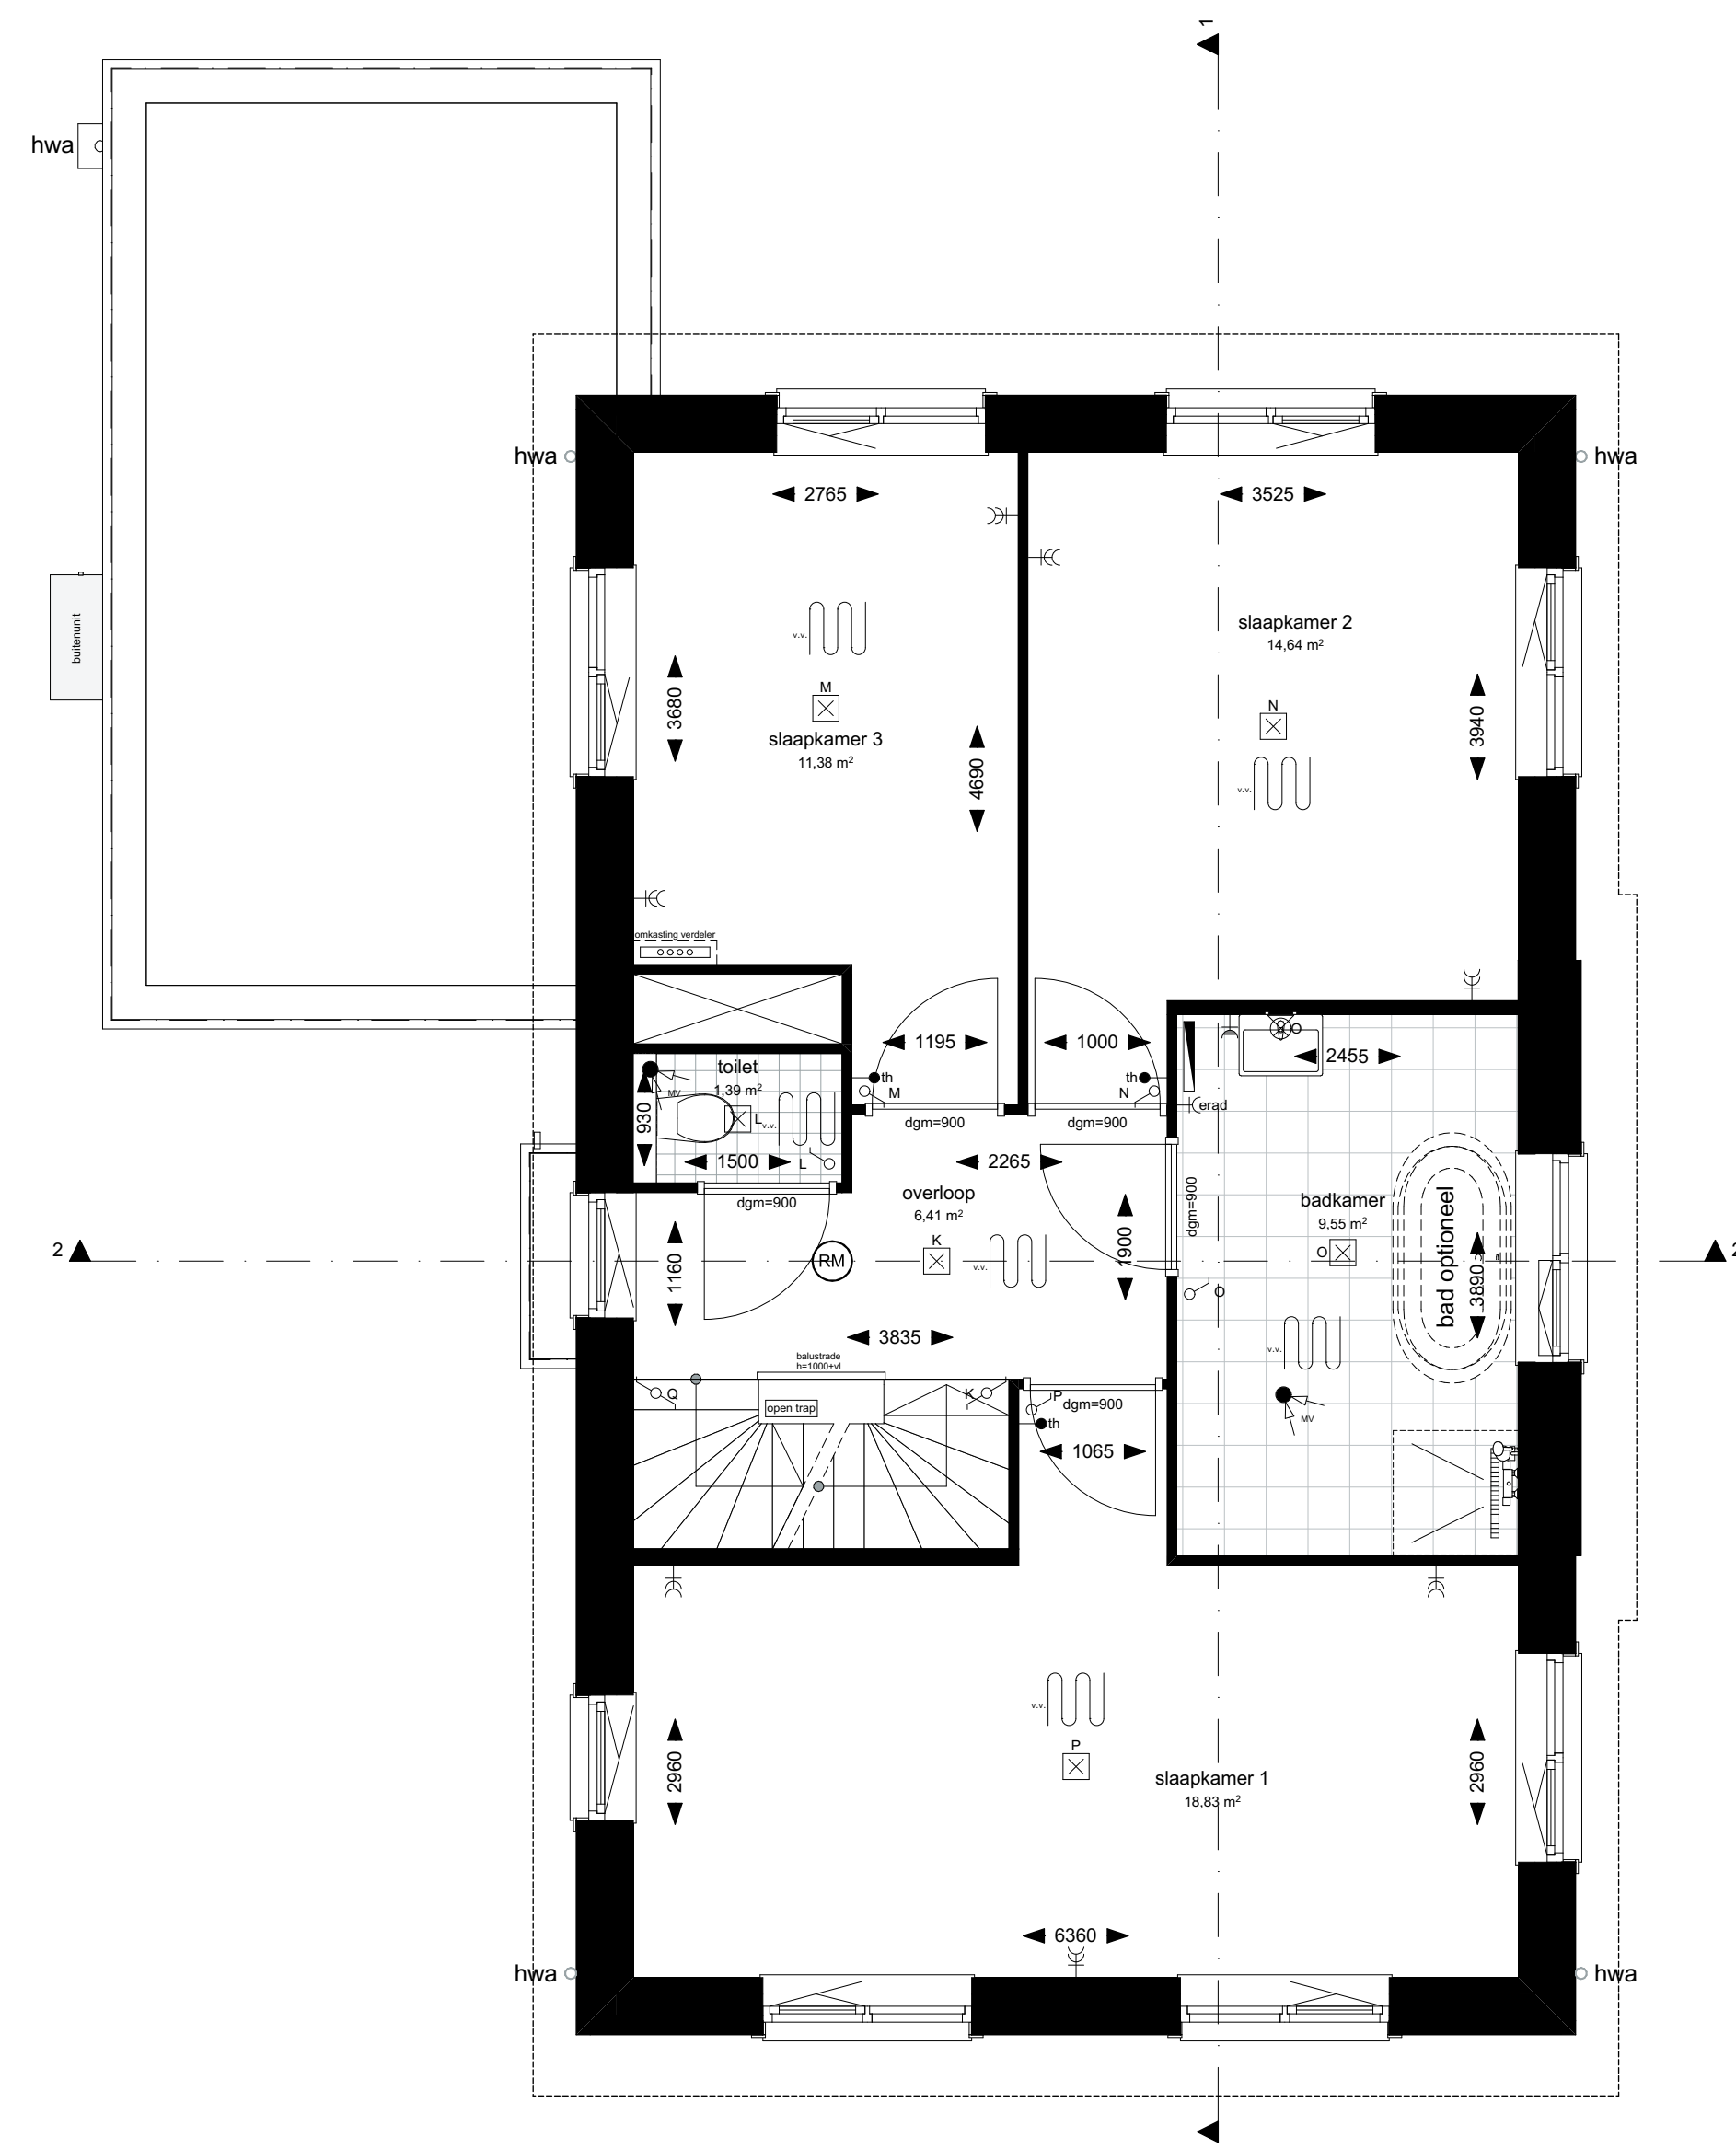 1
hwa
hwa
hwa
2765
3525
buitenunit
slaapkamer 2
14,64 m²
v.v.
M
3680
slaapkamer 3
11,38 m²
N
3940
4690
v.v.
omkasting verdeler
1195
1000
2455
O
toilet
1,39 m²
MV
930
L
v.v.
th
M
th
N
erad
dgm=900
dgm=900
1500
L
2265
dgm=900
overloop
6,41 m²
dgm=900
badkamer
9,55 m²
bad optioneel
3890
2
1160
RM
K
v.v.
1900
O
2
O
3835
balustrade
h=1000+vl
v.v.
Q
open trap
K
P
dgm=900
th
MV
1065
v.v.
P
2960
slaapkamer 1
18,83 m²
2960
6360
hwa
hwa